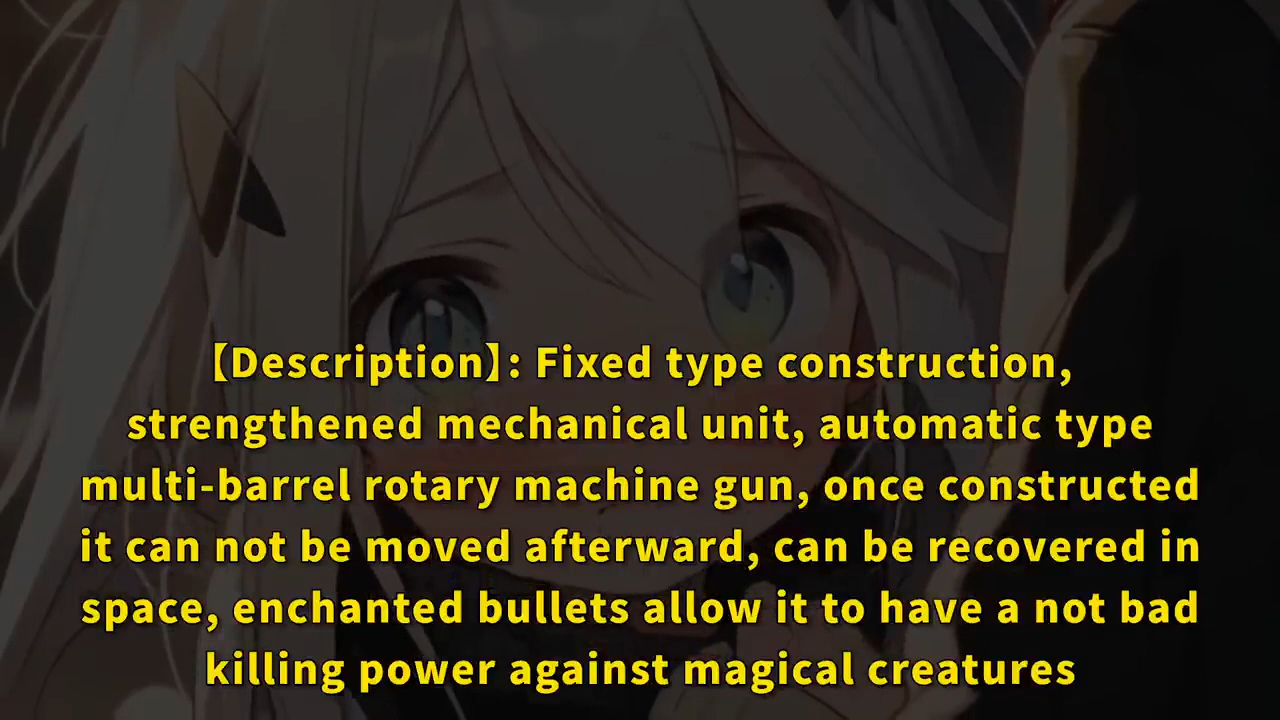 【Description】: Fixed type construction,
strengthened mechanical unit, automatic type
multi-barrel rotary machine gun, once constructed
it can not be moved afterward, can be recovered in
space, enchanted bullets allow it to have a not bad
killing power against magical creatures